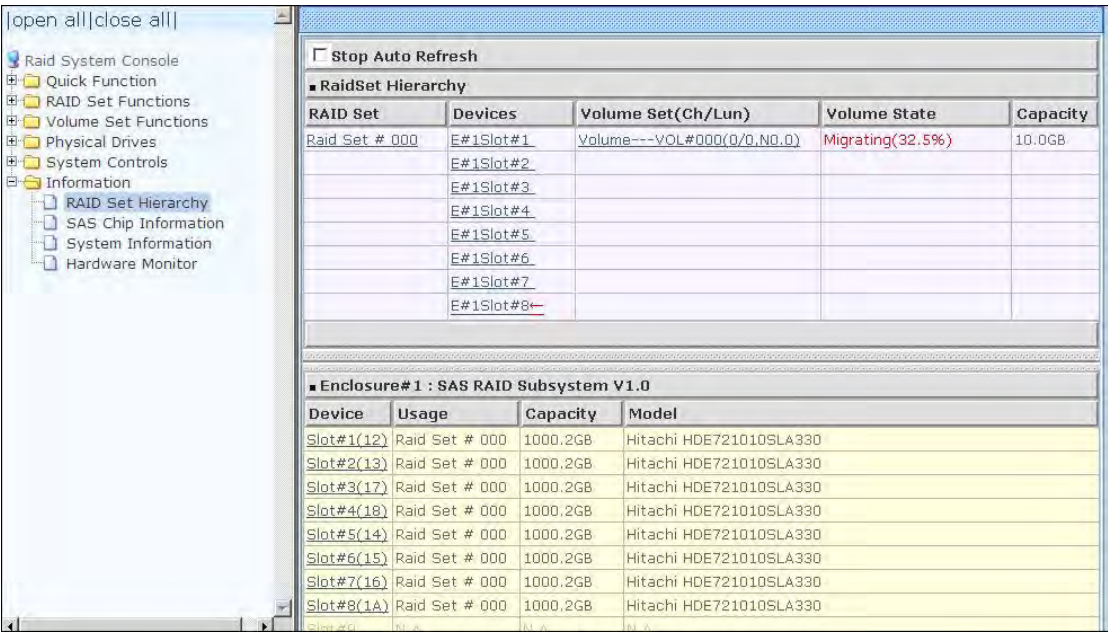 |open all|close all|
Raid System Console
Quick Function
RAID Set Functions
Volume Set Functions
Physical Drives
System Controls
Information
RAID Set Hierarchy
SAS Chip Information
System Information
Hardware Monitor
Stop Auto Refresh
RaidSet Hierarchy
RAID Set Devices Volume Set(Ch/Lun) Volume State Capacity
Raid Set # 000 E#1Slot#1 Volume---VOL#000(0/0,N0.0) Migrating(32.5%) 10.0GB
E#1Slot#2
E#1Slot#3
E#1Slot#4
E#1Slot#5
E#1Slot#6
E#1Slot#7
E#1Slot#8←
Enclosure#1 : SAS RAID Subsystem V1.0
Device Usage Capacity Model
Slot#1(12) Raid Set # 000 1000.2GB Hitachi HDE721010SLA330
Slot#2(13) Raid Set # 000 1000.2GB Hitachi HDE721010SLA330
Slot#3(17) Raid Set # 000 1000.2GB Hitachi HDE721010SLA330
Slot#4(18) Raid Set # 000 1000.2GB Hitachi HDE721010SLA330
Slot#5(14) Raid Set # 000 1000.2GB Hitachi HDE721010SLA330
Slot#6(15) Raid Set # 000 1000.2GB Hitachi HDE721010SLA330
Slot#7(16) Raid Set # 000 1000.2GB Hitachi HDE721010SLA330
Slot#8(1A) Raid Set # 000 1000.2GB Hitachi HDE721010SLA330